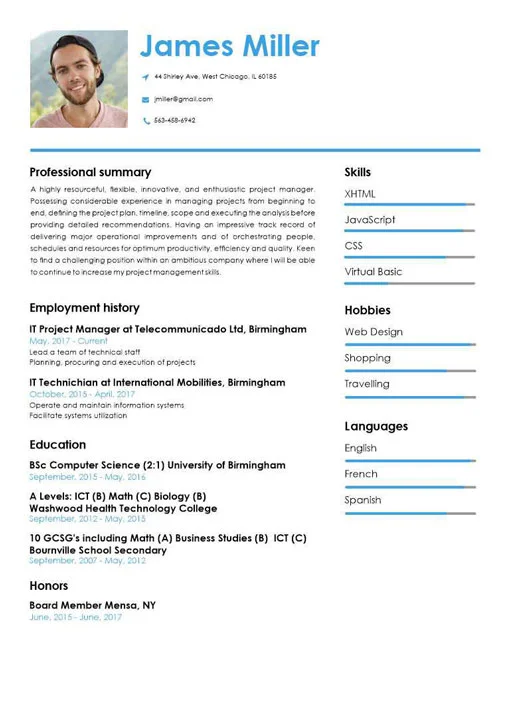 James Miller
44 Shirley Ave, West Chicago, IL 60185
jmiller@gmail.com
563-458-6942
Professional summary
A highly resourceful, flexible, innovative, and enthusiastic project manager.
Possessing considerable experience in managing projects from beginning to
end, defining the project plan, timeline, scope and executing the analysis before
providing detailed recommendations. Having an impressive track record of
delivering major operational improvements and of orchestrating people,
schedules and resources for optimum productivity, efficiency and quality. Keen
to find a challenging position within an ambitious company where I will be able
to continue to increase my project management skills.
Employment history
IT Project Manager at Telecommunicado Ltd, Birmingham
May, 2017 - Current
Lead a team of technical staff
Planning, procuring and execution of projects
IT Technichian at International Mobilities, Birmingham
October, 2015 - April, 2017
Operate and maintain information systems
Facilitate systems utilization
Education
BSc Computer Science (2:1) University of Birmingham
September, 2015 - May, 2016
A Levels: ICT (B) Math (C) Biology (B)
Washwood Health Technology College
September, 2012 - May, 2015
10 GCSG's including Math (A) Business Studies (B) ICT (C)
Bournville School Secondary
September, 2007 - May, 2012
Honors
Board Member Mensa, NY
June, 2015 - June, 2017
Skills
XHTML
JavaScript
CSS
Virtual Basic
Hobbies
Web Design
Shopping
Travelling
Languages
English
French
Spanish